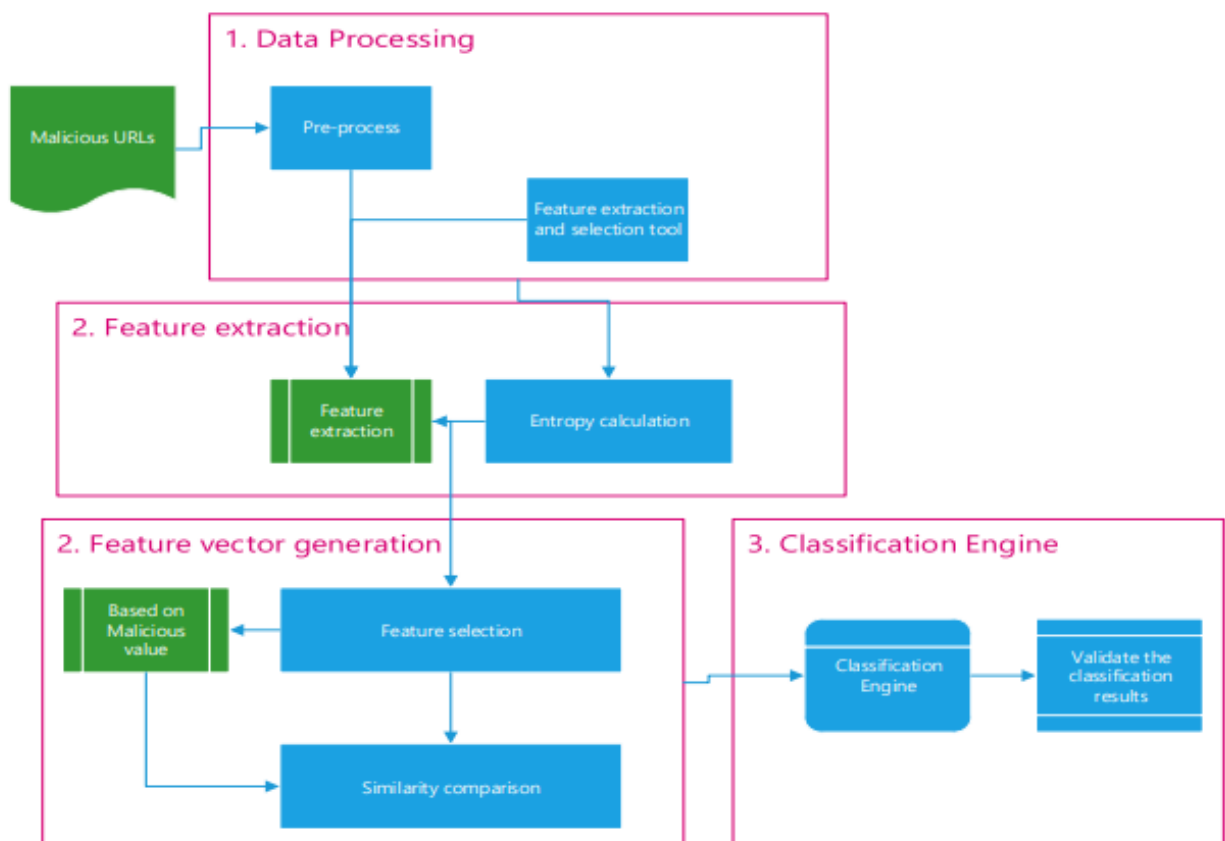 1. Data Processing
Malicious URLs
Pre-process
Feature extraction
and selection tool
2. Feature extraction
Feature
extraction
Entropy calculation
2. Feature vector generation
Based on
Malicious
value
Feature selection
Similarity comparison
3. Classification Engine
Classification
Engine
Validate the
classification
results